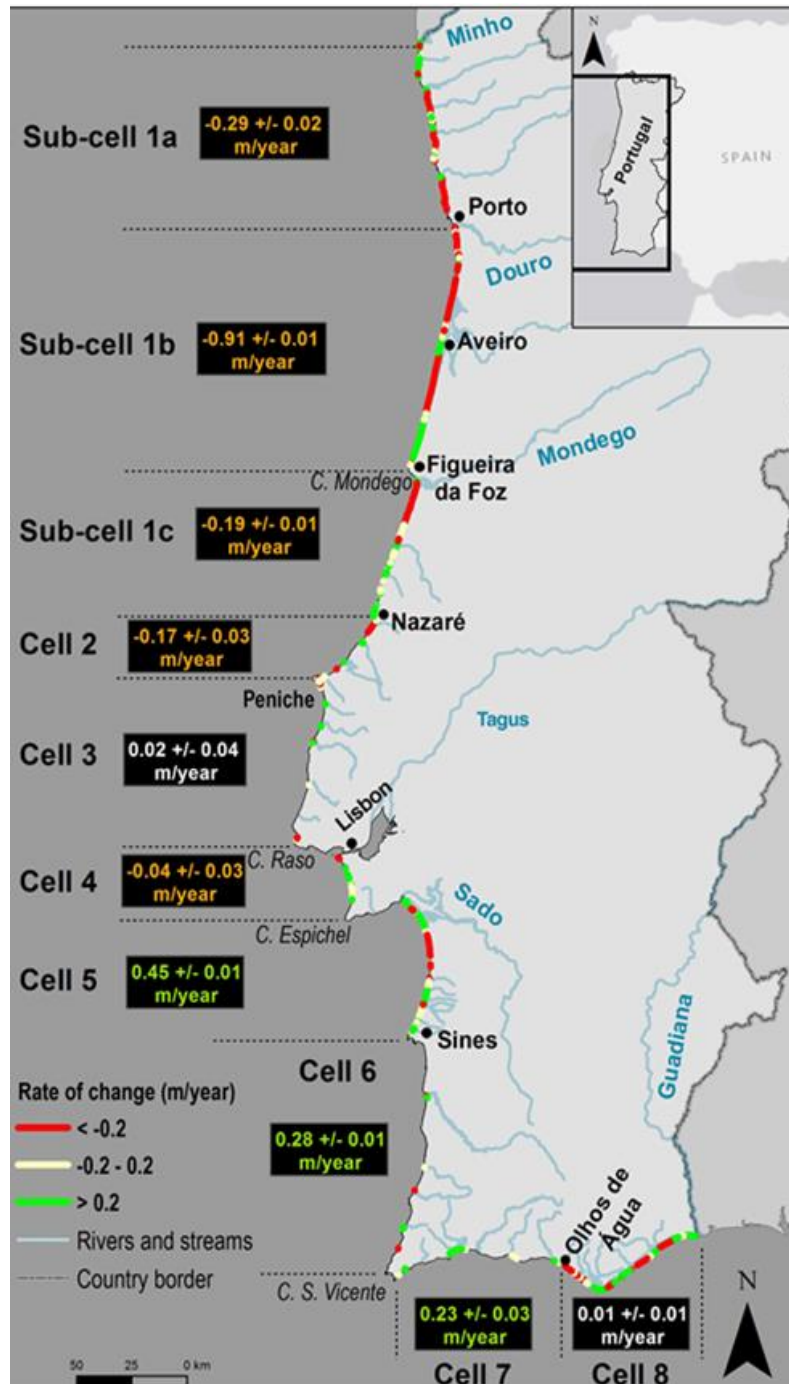 N
Minho
Portugal
SPAIN
Sub-cell 1a
-0.29 +/- 0.02
m/year
Porto
Douro
Sub-cell 1b
-0.91 +/- 0.01
m/year
Aveiro
Mondego
C. Mondego
Figueira
da Foz
Sub-cell 1c
-0.19 +/- 0.01
m/year
Nazaré
Cell 2
-0.17 +/- 0.03
m/year
Peniche
Tagus
Cell 3
0.02 +/- 0.04
m/year
Lisbon
C. Raso
Cell 4
-0.04 +/- 0.03
m/year
Sado
C. Espichel
Cell 5
0.45 +/- 0.01
m/year
Sines
Guadiana
Cell 6
0.28 +/- 0.01
m/year
Rate of change (m/year)
< -0.2
-0.2 - 0.2
> 0.2
Rivers and streams
Country border
Olhos de
Água
C. S. Vicente
0.23 +/- 0.03
m/year
Cell 7
0.01 +/- 0.01
m/year
Cell 8
N
50 25 0 km